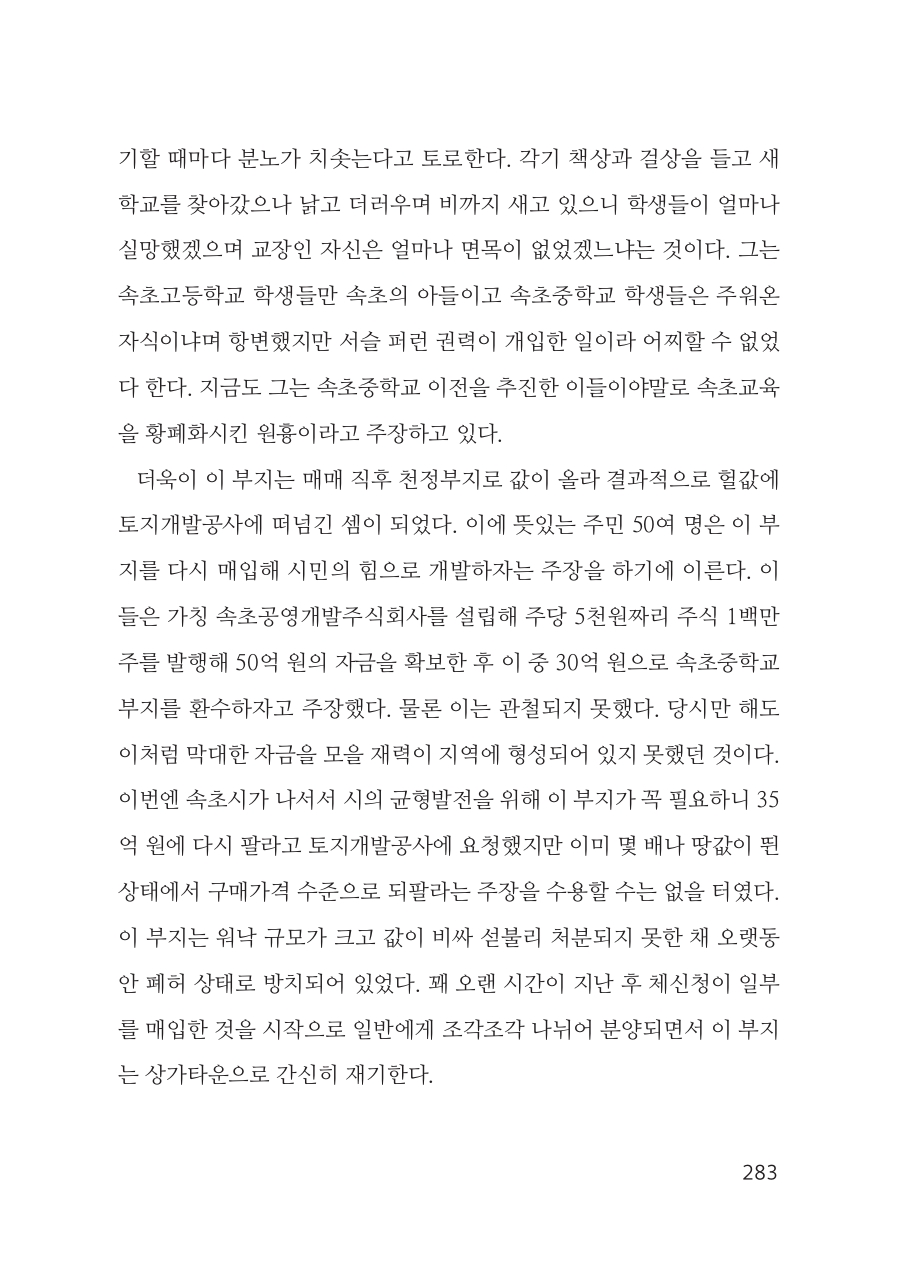 기할 때마다 분노가 치솟는다고 토로한다. 각기 책상과 걸상을 들고 새
학교를 찾아갔으나 낡고 더러우며 비까지 새고 있으니 학생들이 얼마나
실망했겠으며 교장인 자신은 얼마나 면목이 없었겠느냐는 것이다. 그는
속초고등학교 학생들만 속초의 아들이고 속초중학교 학생들은 주워온
자식이냐며 항변했지만 서슬 퍼런 권력이 개입한 일이라 어찌할 수 없었
다 한다. 지금도 그는 속초중학교 이전을 추진한 이들이야말로 속초교육
을 황폐화시킨 원흉이라고 주장하고 있다.
더욱이 이 부지는 매매 직후 천정부지로 값이 올라 결과적으로 헐값에
토지개발공사에 떠넘긴 셈이 되었다. 이에 뜻있는 주민 50여 명은 이 부
지를 다시 매입해 시민의 힘으로 개발하자는 주장을 하기에 이른다. 이
들은 가칭 속초공영개발주식회사를 설립해 주당 5천원짜리 주식 1백만
주를 발행해 50억 원의 자금을 확보한 후 이 중 30억 원으로 속초중학교
부지를 환수하자고 주장했다. 물론 이는 관철되지 못했다. 당시만 해도
이처럼 막대한 자금을 모을 재력이 지역에 형성되어 있지 못했던 것이다.
이번엔 속초시가 나서서 시의 균형발전을 위해 이 부지가 꼭 필요하니 35
억 원에 다시 팔라고 토지개발공사에 요청했지만 이미 몇 배나 땅값이 뛴
상태에서 구매가격 수준으로 되팔라는 주장을 수용할 수는 없을 터였다.
이 부지는 워낙 규모가 크고 값이 비싸 섣불리 처분되지 못한 채 오랫동
안 폐허 상태로 방치되어 있었다. 꽤 오랜 시간이 지난 후 체신청이 일부
를 매입한 것을 시작으로 일반에게 조각조각 나뉘어 분양되면서 이 부지
는 상가타운으로 간신히 재기한다.
283